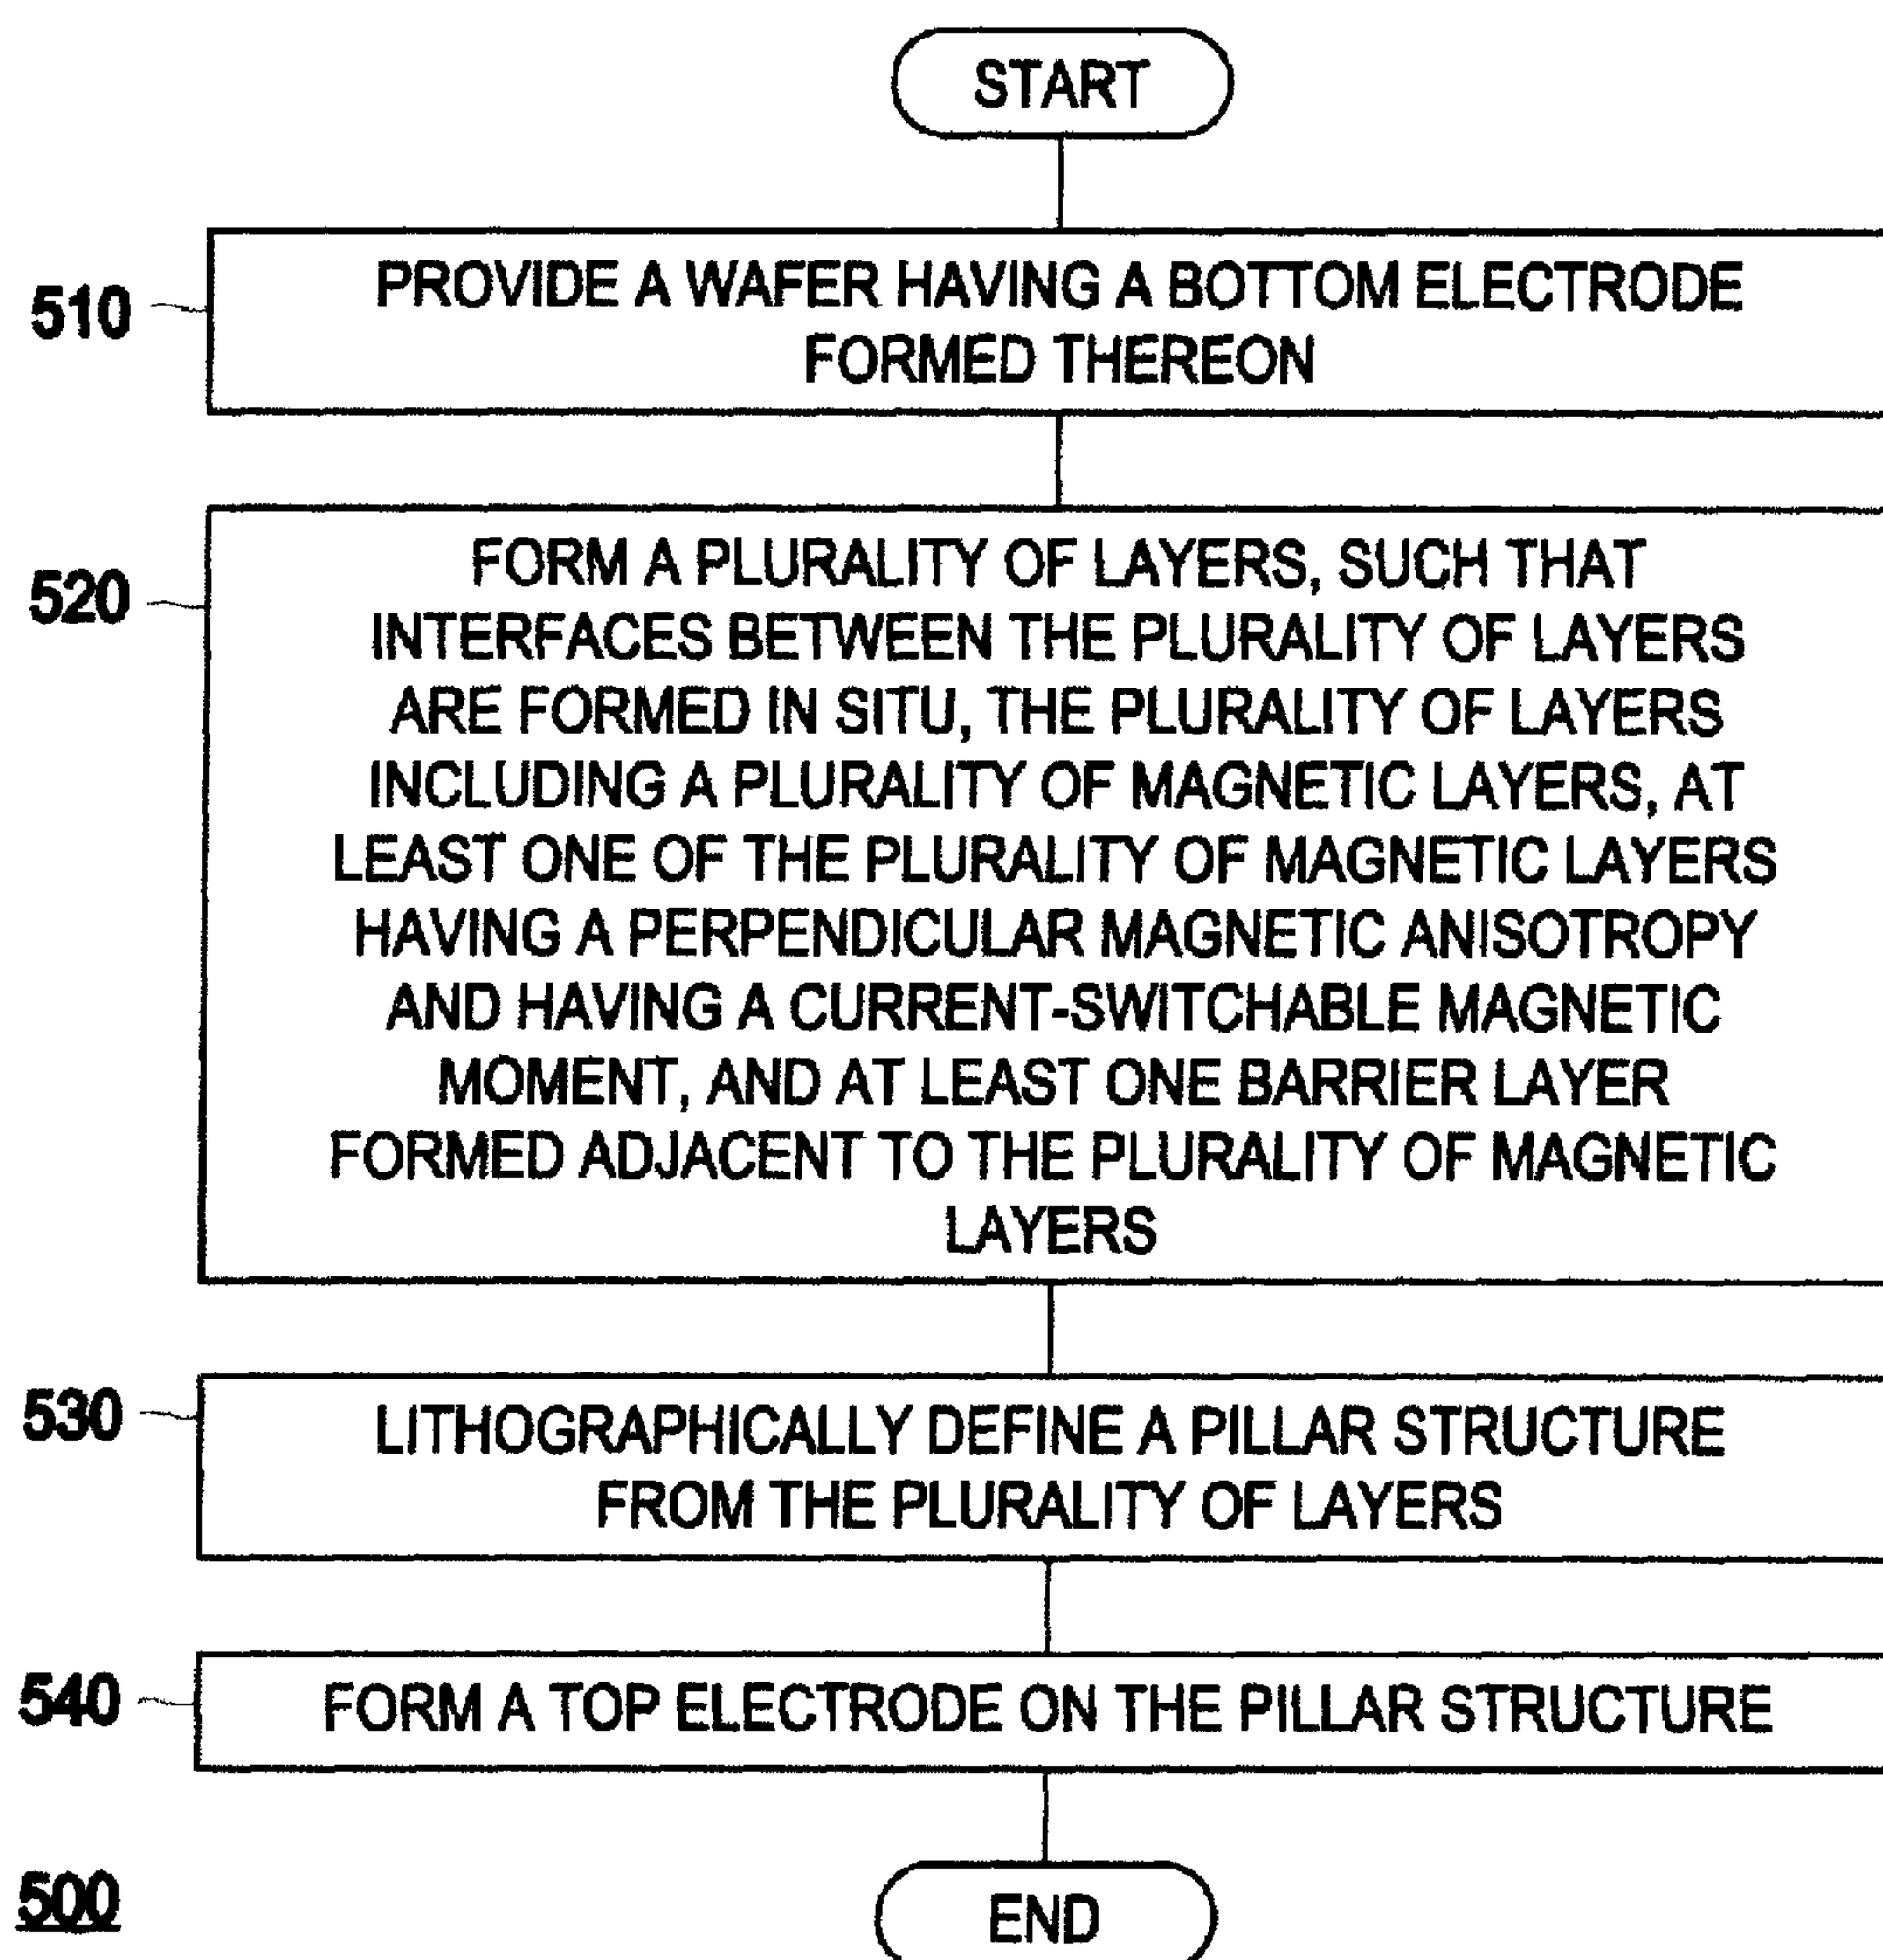 START
510
PROVIDE A WAFER HAVING A BOTTOM ELECTRODE
FORMED THEREON
520
FORM A PLURALITY OF LAYERS, SUCH THAT
INTERFACES BETWEEN THE PLURALITY OF LAYERS
ARE FORMED IN SITU, THE PLURALITY OF LAYERS
INCLUDING A PLURALITY OF MAGNETIC LAYERS, AT
LEAST ONE OF THE PLURALITY OF MAGNETIC LAYERS
HAVING A PERPENDICULAR MAGNETIC ANISOTROPY
AND HAVING A CURRENT-SWITCHABLE MAGNETIC
MOMENT, AND AT LEAST ONE BARRIER LAYER
FORMED ADJACENT TO THE PLURALITY OF MAGNETIC
LAYERS
530
LITHOGRAPHICALLY DEFINE A PILLAR STRUCTURE
FROM THE PLURALITY OF LAYERS
540
FORM A TOP ELECTRODE ON THE PILLAR STRUCTURE
500
END